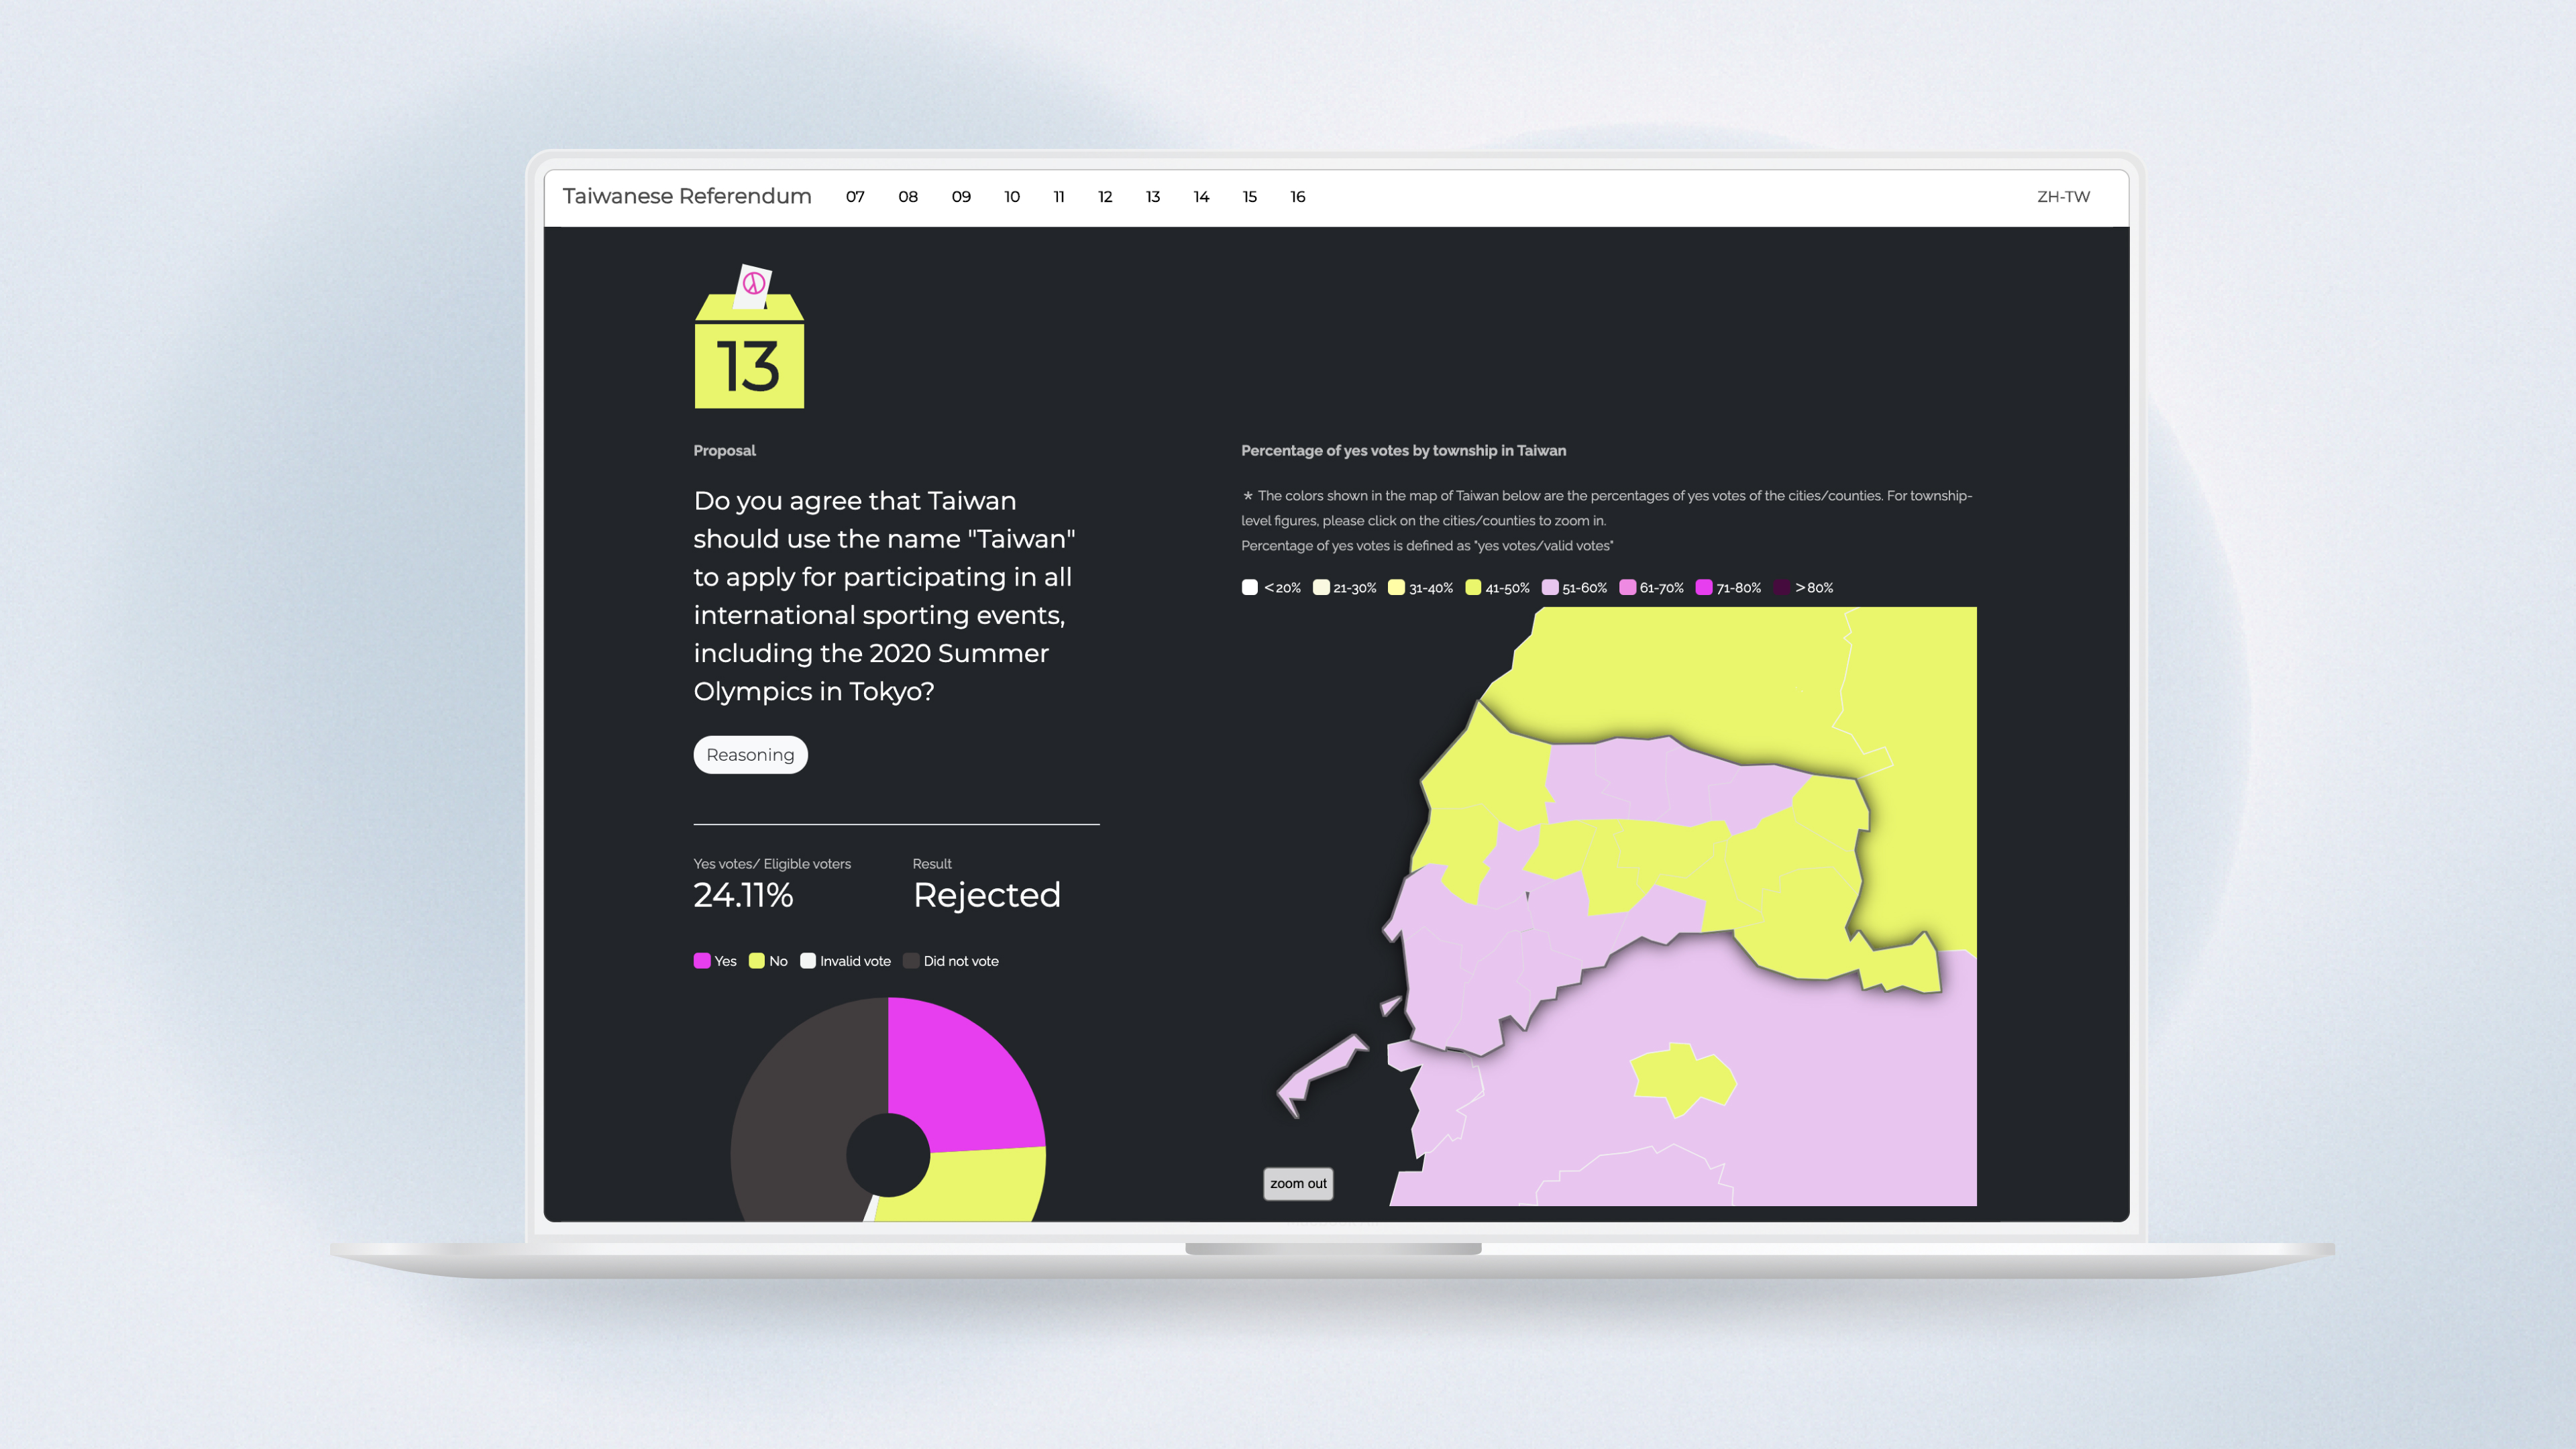 Taiwanese Referendum 07 08 09 10 11 12 13 14 15 16 ZH-TW
13
Proposal
Do you agree that Taiwan
should use the name "Taiwan"
to apply for participating in all
international sporting events,
including the 2020 Summer
Olympics in Tokyo?
Reasoning
Yes votes/ Eligible voters
24.11%
Result
Rejected
Yes No Invalid vote Did not vote
Percentage of yes votes by township in Taiwan
* The colors shown in the map of Taiwan below are the percentages of yes votes of the cities/counties. For township-
level figures, please click on the cities/counties to zoom in.
Percentage of yes votes is defined as "yes votes/valid votes"
<20% 21-30% 31-40% 41-50% 51-60% 61-70% 71-80% >80%
zoom out